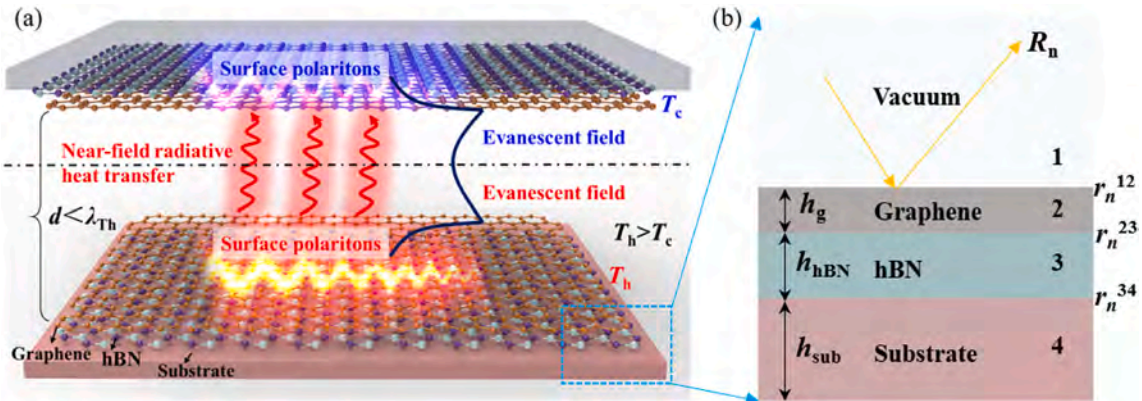 (a)
Surface polaritons
T_c
Near-field radiative
heat transfer
Evanescent field
Evanescent field
d<λ_Th
T_h>T_c
Surface polaritons
T_h
Graphene
hBN
Substrate
(b)
R_n
Vacuum
1
r_n^12
h_g
Graphene
2
r_n^23
h_hBN
hBN
3
r_n^34
h_sub
Substrate
4